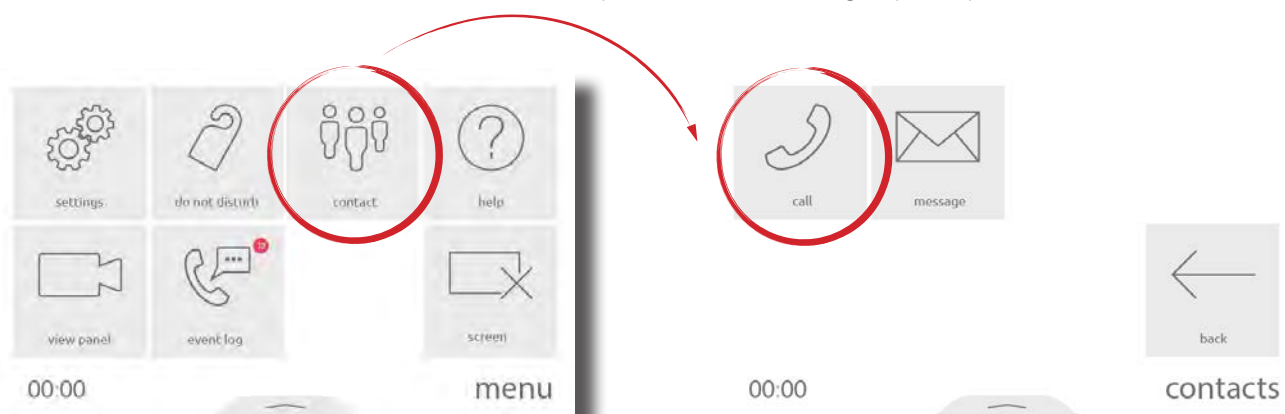 settings
do not disturb
contact
help
view panel
event log
screen
00:00
menu
call
message
back
00:00
contacts